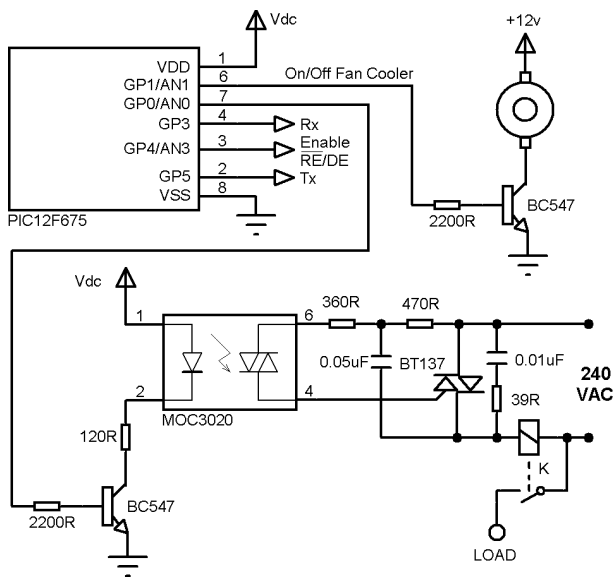 Vdc
+12v
VDD 1
GP1/AN1 6 On/Off Fan Cooler
GP0/AN0 7
GP3 4 Rx
GP4/AN3 3 Enable
RE/DE
GP5 2 Tx
VSS 8
PIC12F675
2200R
BC547
Vdc
1
6
360R
470R
0.05uF
BT137
0.01uF
240
VAC
2
4
39R
MOC3020
120R
K
2200R
BC547
LOAD